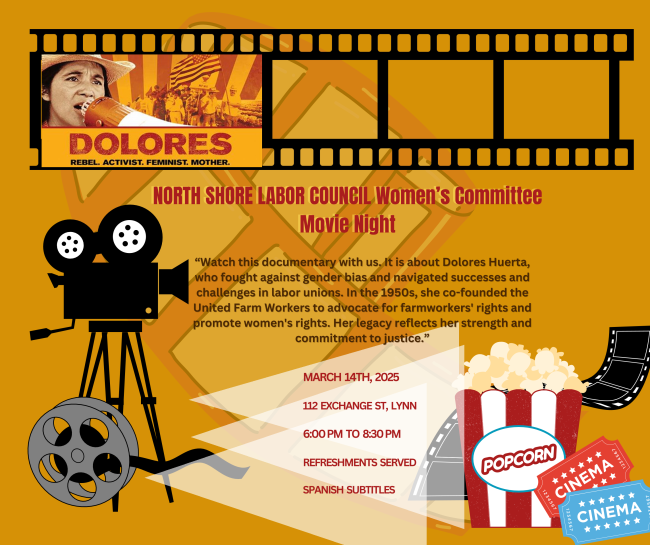 DOLORES
REBEL. ACTIVIST. FEMINIST. MOTHER.
NORTH SHORE LABOR COUNCIL Women's Committee
Movie Night
“Watch this documentary with us. It is about Dolores Huerta,
who fought against gender bias and navigated successes and
challenges in labor unions. In the 1950s, she co-founded the
United Farm Workers to advocate for farmworkers' rights and
promote women's rights. Her legacy reflects her strength and
commitment to justice.”
MARCH 14TH, 2025
112 EXCHANGE ST, LYNN
6:00 PM TO 8:30 PM
REFRESHMENTS SERVED
SPANISH SUBTITLES
POPCORN
CINEMA
CINEMA